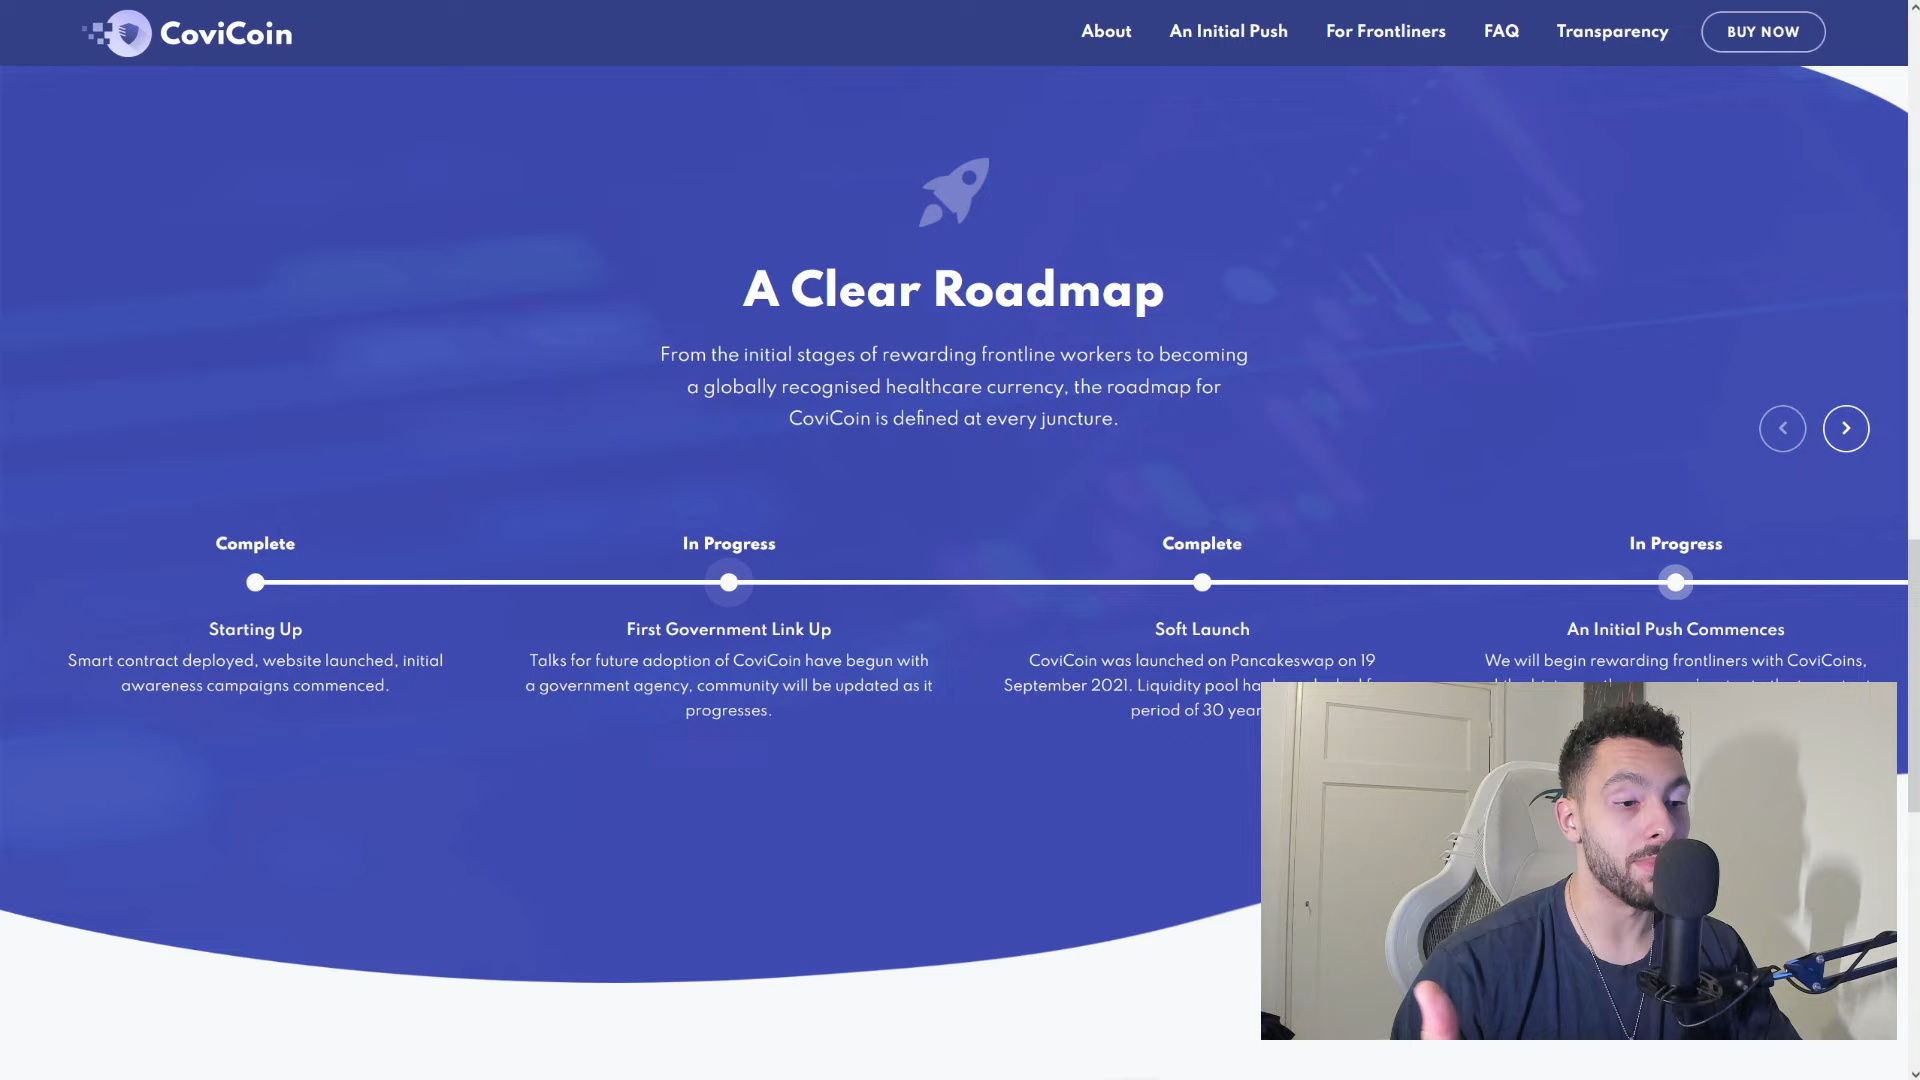 CoviCoin
About
An Initial Push
For Frontliners
FAQ
Transparency
BUY NOW
A Clear Roadmap
From the initial stages of rewarding frontline workers to becoming
a globally recognised healthcare currency, the roadmap for
CoviCoin is defined at every juncture.
Complete
Starting Up
Smart contract deployed, website launched, initial
awareness campaigns commenced.
In Progress
First Government Link Up
Talks for future adoption of CoviCoin have begun with
a government agency, community will be updated as it
progresses.
Complete
Soft Launch
CoviCoin was launched on Pancakeswap on 19
September 2021. Liquidity pool
period of 30
In Progress
An Initial Push Commences
We will begin rewarding frontliners with CoviCoins,